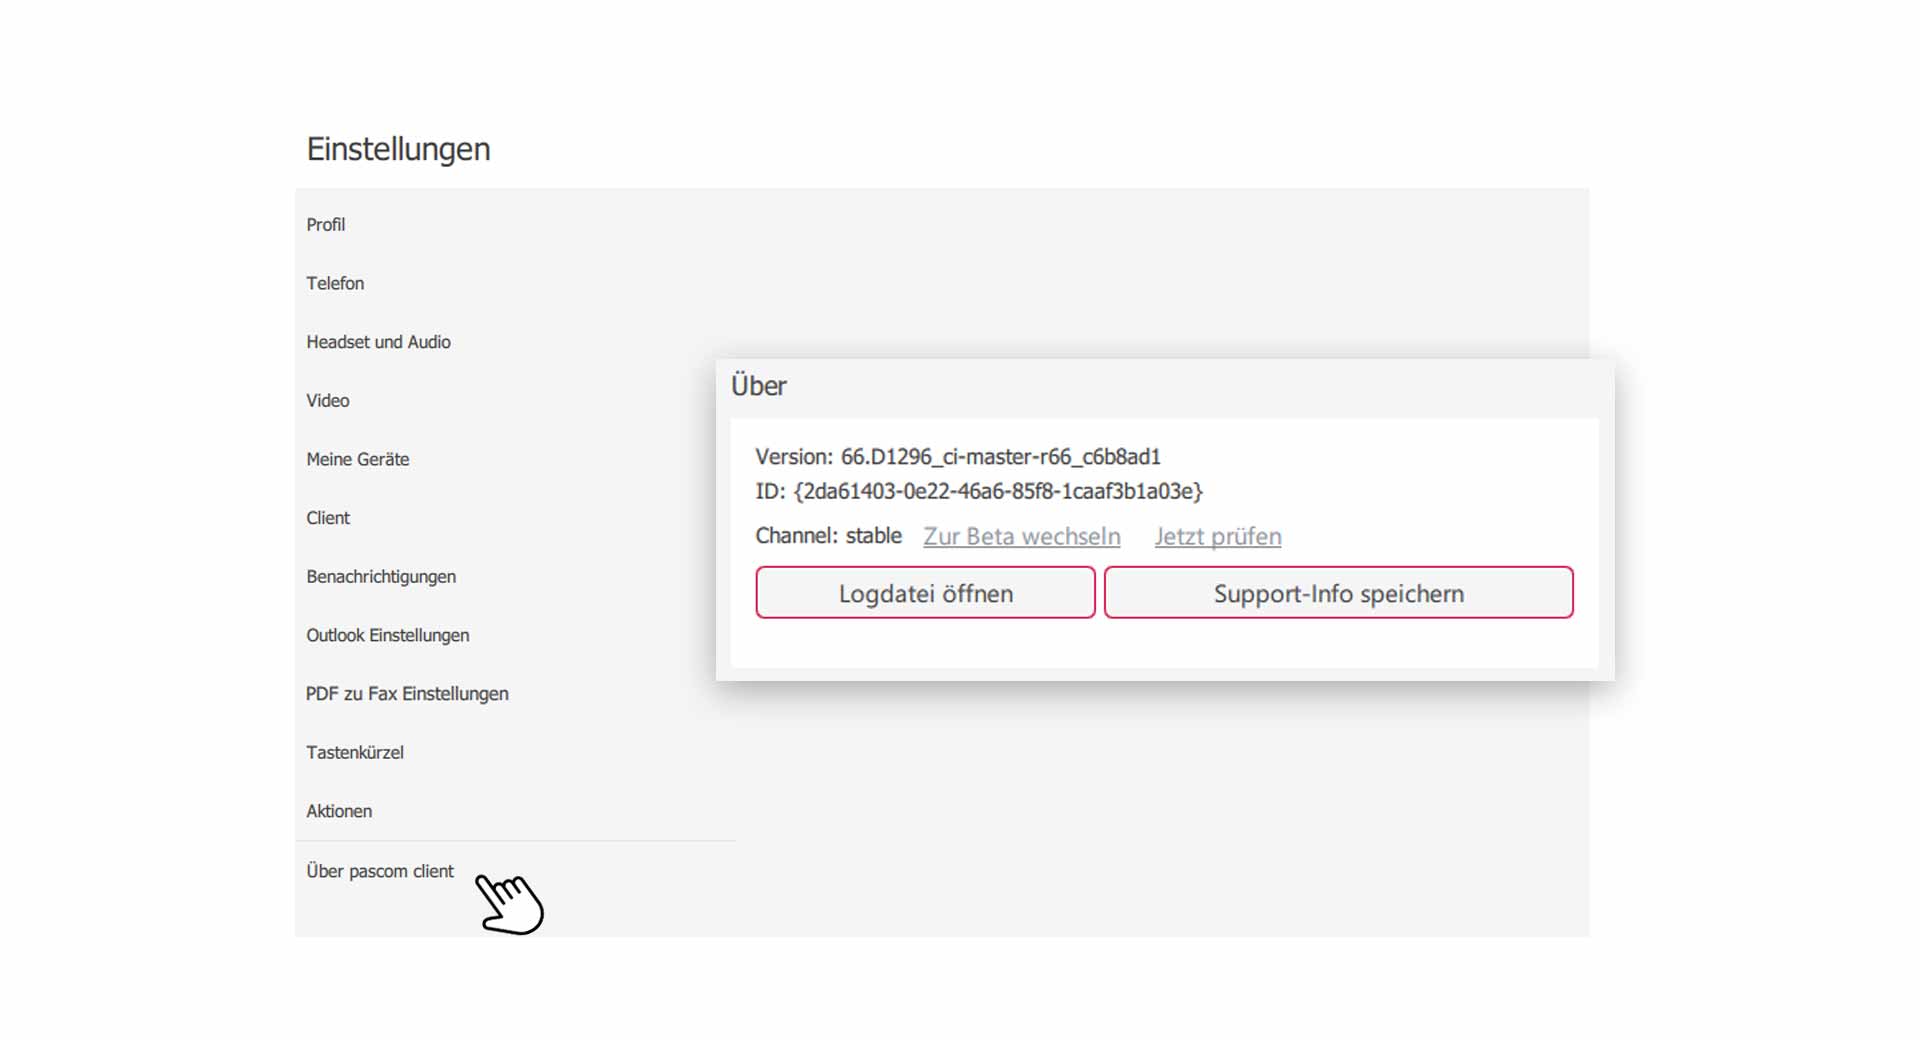 Einstellungen
Profil
Telefon
Headset und Audio
Video
Meine Geräte
Client
Benachrichtigungen
Outlook Einstellungen
PDF zu Fax Einstellungen
Tastenkürzel
Aktionen
Über pascom client
Über
Version: 66.D1296_ci-master-r66_c6b8ad1
ID: {2da61403-0e22-46a6-85f8-1caaf3b1a03e}
Channel: stable Zur Beta wechseln Jetzt prüfen
Logdatei öffnen Support-Info speichern